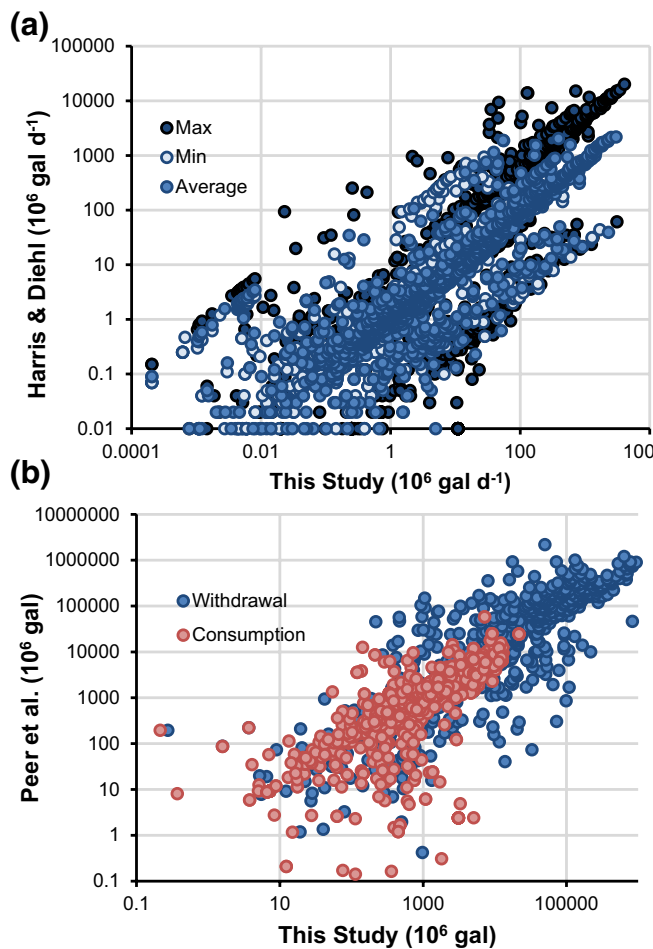 (a)
Harris & Diehl (10⁶ gal d⁻¹)
100000
10000
1000
100
10
1
0.1
0.01
Max
Min
Average
0.0001
0.01
1
100
100
This Study (10⁶ gal d⁻¹)
(b)
Peer et al. (10⁶ gal)
10000000
1000000
100000
10000
1000
100
10
1
0.1
Withdrawal
Consumption
0.1
10
1000
100000
This Study (10⁶ gal)